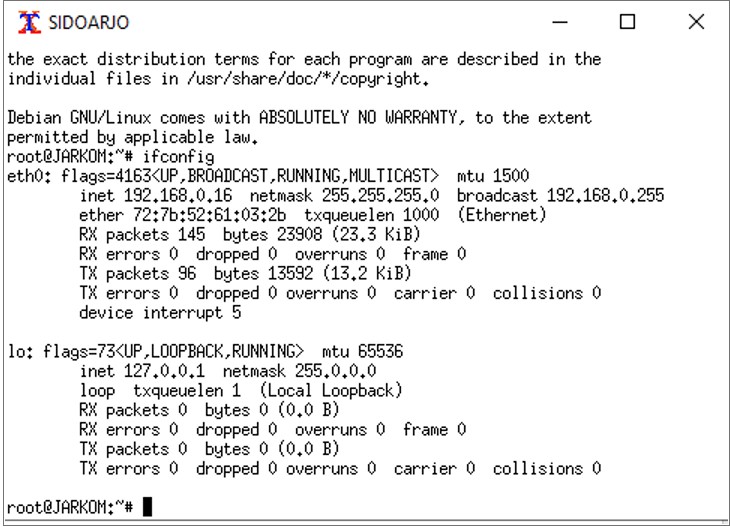 SIDOARJO
the exact distribution terms for each program are described in the
individual files in /usr/share/doc/*/copyright.
Debian GNU/Linux comes with ABSOLUTELY NO WARRANTY, to the extent
permitted by applicable law.
root@JARKOM:~# ifconfig
eth0: flags=4163<UP,BROADCAST,RUNNING,MULTICAST>  mtu 1500
        inet 192.168.0.16  netmask 255.255.255.0  broadcast 192.168.0.255
        ether 72:7b:52:61:03:2b  txqueuelen 1000  (Ethernet)
        RX packets 145  bytes 23908 (23.3 KiB)
        RX errors 0  dropped 0  overruns 0  frame 0
        TX packets 96  bytes 13592 (13.2 KiB)
        TX errors 0  dropped 0 overruns 0  carrier 0  collisions 0
        device interrupt 5
lo: flags=73<UP,LOOPBACK,RUNNING>  mtu 65536
        inet 127.0.0.1  netmask 255.0.0.0
        loop  txqueuelen 1  (Local Loopback)
        RX packets 0  bytes 0 (0.0 B)
        RX errors 0  dropped 0  overruns 0  frame 0
        TX packets 0  bytes 0 (0.0 B)
        TX errors 0  dropped 0 overruns 0  carrier 0  collisions 0
root@JARKOM:~#